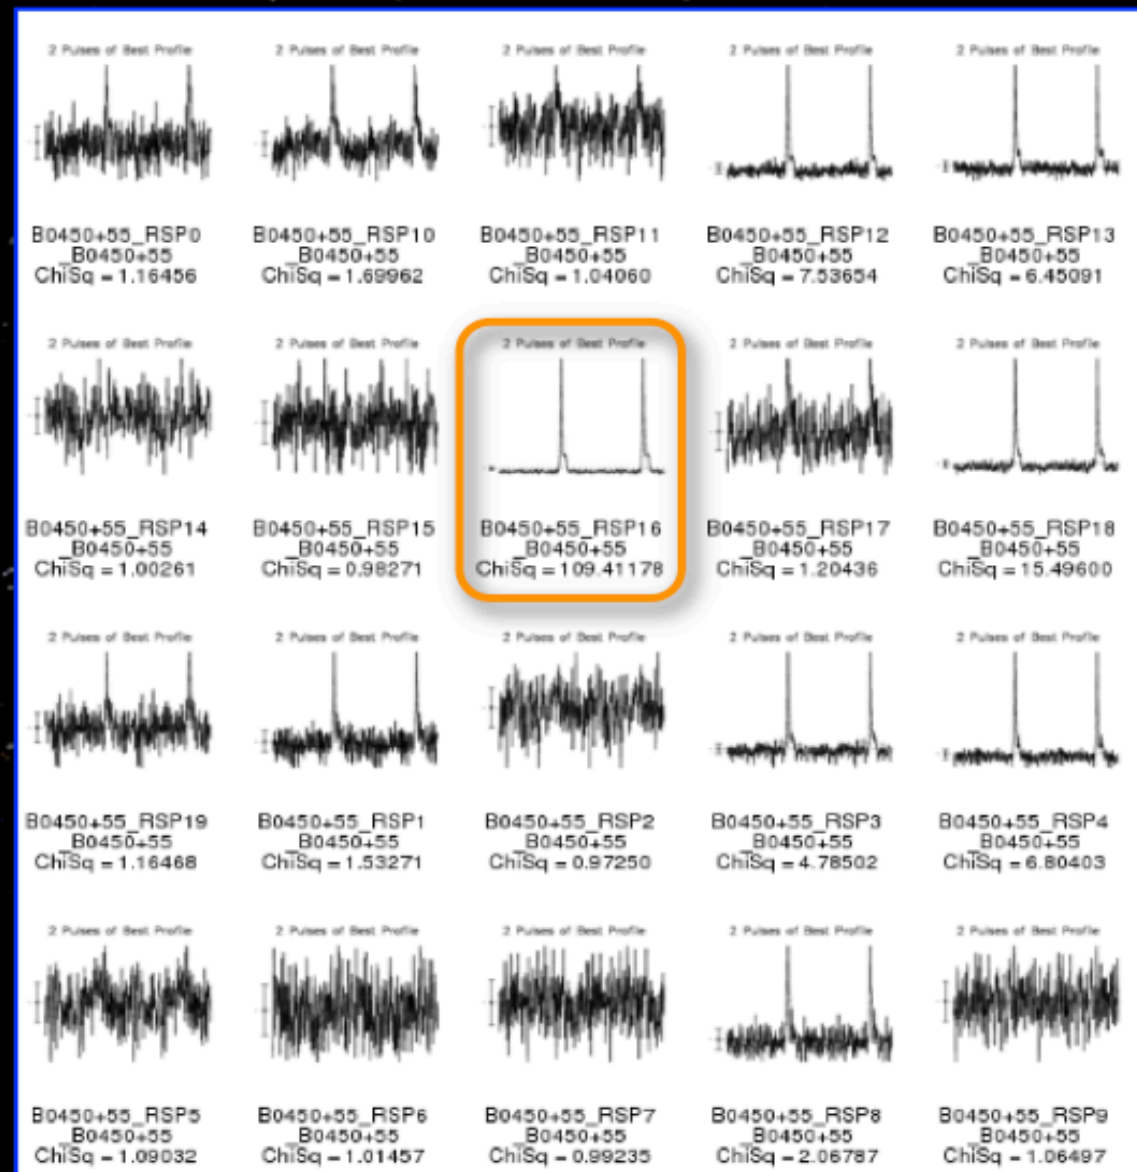 2 Pulses of Best Profile
B0450+55_RSP0
_B0450+55
ChiSq = 1.16456
2 Pulses of Best Profile
B0450+55_RSP10
_B0450+55
ChiSq = 1.69962
2 Pulses of Best Profile
B0450+55_RSP11
_B0450+55
ChiSq = 1.04060
2 Pulses of Best Profile
B0450+55_RSP12
_B0450+55
ChiSq = 7.53654
2 Pulses of Best Profile
B0450+55_RSP13
_B0450+55
ChiSq = 6.45091
2 Pulses of Best Profile
B0450+55_RSP14
_B0450+55
ChiSq = 1.00261
2 Pulses of Best Profile
B0450+55_RSP15
_B0450+55
ChiSq = 0.98271
2 Pulses of Best Profile
B0450+55_RSP16
_B0450+55
ChiSq = 109.41178
2 Pulses of Best Profile
B0450+55_RSP17
_B0450+55
ChiSq = 1.20436
2 Pulses of Best Profile
B0450+55_RSP18
_B0450+55
ChiSq = 15.49600
2 Pulses of Best Profile
B0450+55_RSP19
_B0450+55
ChiSq = 1.16468
2 Pulses of Best Profile
B0450+55_RSP1
_B0450+55
ChiSq = 1.53271
2 Pulses of Best Profile
B0450+55_RSP2
_B0450+55
ChiSq = 0.97250
2 Pulses of Best Profile
B0450+55_RSP3
_B0450+55
ChiSq = 4.78502
2 Pulses of Best Profile
B0450+55_RSP4
_B0450+55
ChiSq = 6.80403
2 Pulses of Best Profile
B0450+55_RSP5
_B0450+55
ChiSq = 1.09032
2 Pulses of Best Profile
B0450+55_RSP6
_B0450+55
ChiSq = 1.01457
2 Pulses of Best Profile
B0450+55_RSP7
_B0450+55
ChiSq = 0.99235
2 Pulses of Best Profile
B0450+55_RSP8
_B0450+55
ChiSq = 2.06787
2 Pulses of Best Profile
B0450+55_RSP9
_B0450+55
ChiSq = 1.06497